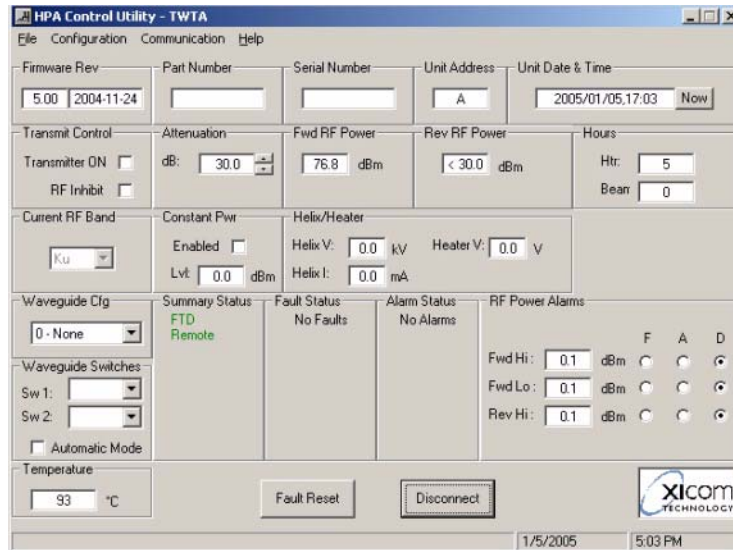 HPA Control Utility - TWTA
File Configuration Communication Help
Firmware Rev Part Number Serial Number Unit Address Unit Date & Time
5.00 2004-11-24 A 2005/01/05,17:03 Now
Transmit Control Attenuation Fwd RF Power Rev RF Power Hours
Transmitter ON dB: 30.0 76.8 dBm < 30.0 dBm Htr: 5
RF Inhibit Beam 0
Current RF Band Constant Pwr Helix/Heater
Ku Enabled Helix V: 0.0 kV Heater V: 0.0 V
Lvl: 0.0 dBm Helix I: 0.0 mA
Waveguide Cfg Summary Status Fault Status Alarm Status RF Power Alarms
0 - None FTD No Faults No Alarms
Remote
F A D
Fwd Hi : 0.1 dBm
Waveguide Switches
Fwd Lo : 0.1 dBm
Sw 1:
Rev Hi : 0.1 dBm
Sw 2:
Automatic Mode
Temperature
93 °C Fault Reset Disconnect XICOM
TECHNOLOGY
1/5/2005 5:03 PM